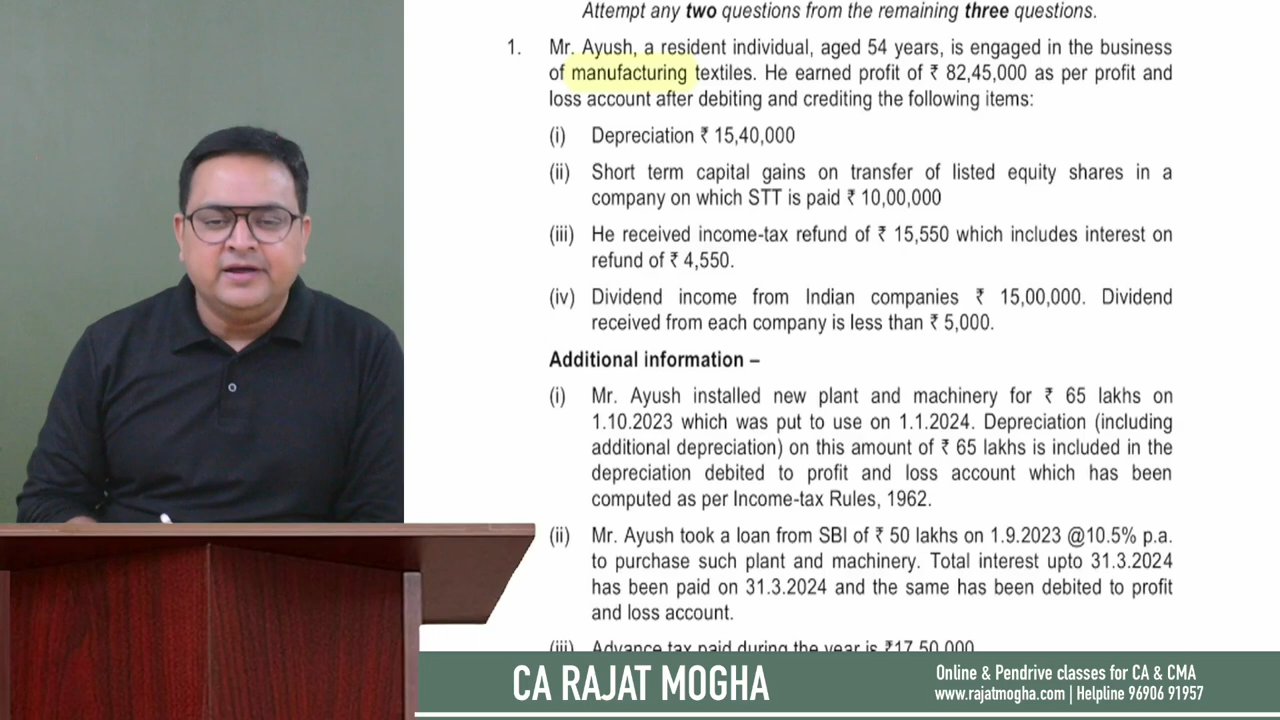 Attempt any two questions from the remaining three questions.
1. Mr. Ayush, a resident individual, aged 54 years, is engaged in the business
of manufacturing textiles. He earned profit of ₹ 82,45,000 as per profit and
loss account after debiting and crediting the following items:
(i) Depreciation ₹ 15,40,000
(ii) Short term capital gains on transfer of listed equity shares in a
company on which STT is paid ₹ 10,00,000
(iii) He received income-tax refund of ₹ 15,550 which includes interest on
refund of ₹ 4,550.
(iv) Dividend income from Indian companies ₹ 15,00,000. Dividend
received from each company is less than ₹ 5,000.
Additional information –
(i) Mr. Ayush installed new plant and machinery for ₹ 65 lakhs on
1.10.2023 which was put to use on 1.1.2024. Depreciation (including
additional depreciation) on this amount of ₹ 65 lakhs is included in the
depreciation debited to profit and loss account which has been
computed as per Income-tax Rules, 1962.
(ii) Mr. Ayush took a loan from SBI of ₹ 50 lakhs on 1.9.2023 @10.5% p.a.
to purchase such plant and machinery. Total interest upto 31.3.2024
has been paid on 31.3.2024 and the same has been debited to profit
and loss account.
(iii) Advance tax paid during the year is ₹17,50,000
CA RAJAT MOGHA
Online & Pendrive classes for CA & CMA
www.rajatmogha.com | Helpline 96906 91957